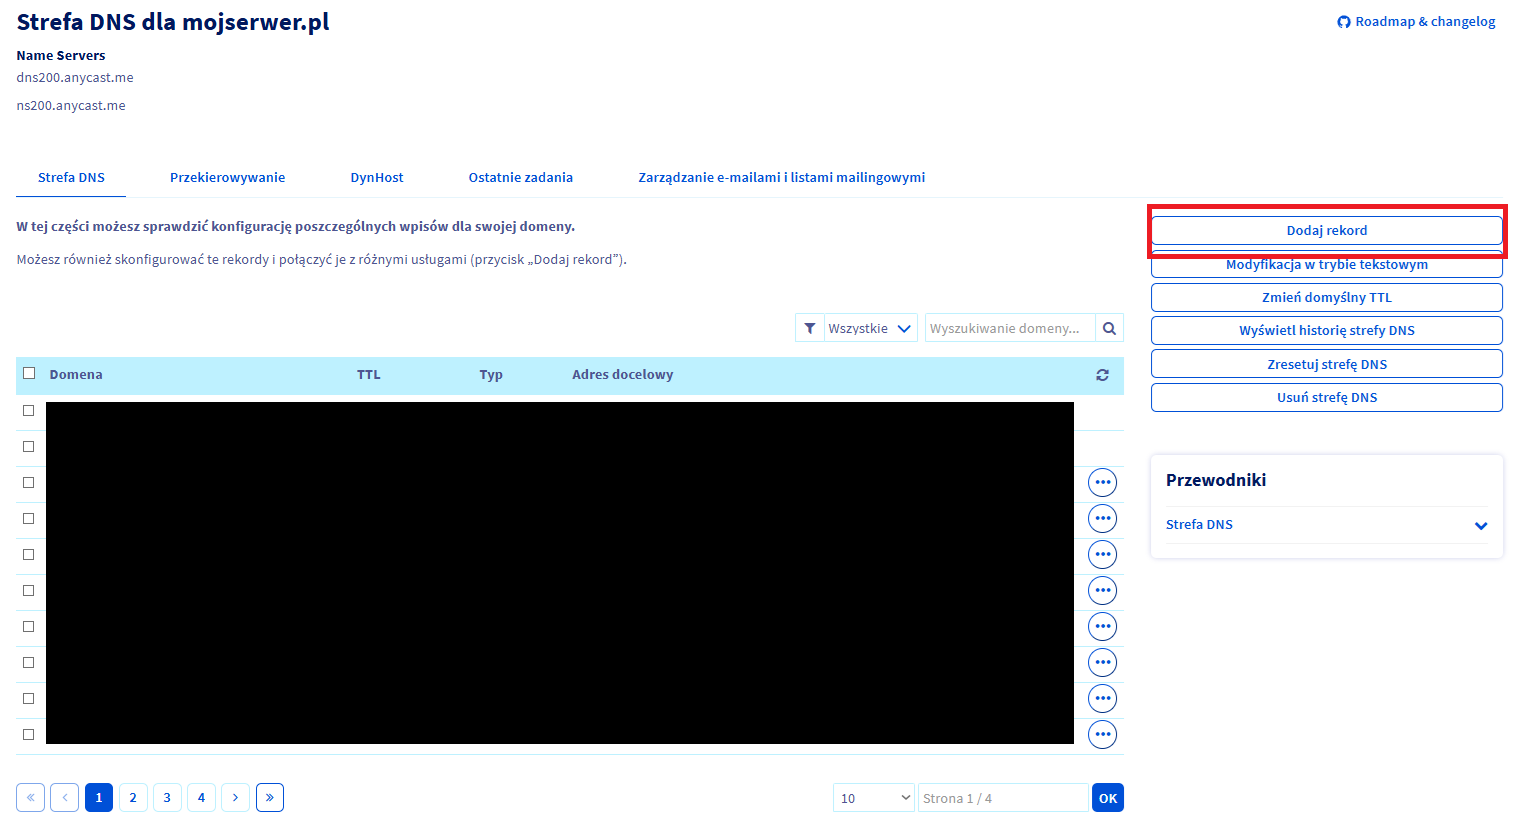 Strefa DNS dla mojserwer.pl
Roadmap & changelog
Name Servers
dns200.anycast.me
ns200.anycast.me
Strefa DNS
Przekierowywanie
DynHost
Ostatnie zadania
Zarządzanie e-mailami i listami mailingowymi
W tej części możesz sprawdzić konfigurację poszczególnych wpisów dla swojej domeny.
Możesz również skonfigurować te rekordy i połączyć je z różnymi usługami (przycisk „Dodaj rekord”).
Dodaj rekord
Modyfikacja w trybie tekstowym
Zmień domyślny TTL
Wyświetl historię strefy DNS
Zresetuj strefę DNS
Usuń strefę DNS
Wszystkie
Wyszukiwanie domeny...
Domena TTL Typ Adres docelowy
Przewodniki
Strefa DNS
« ‹ 1 2 3 4 › »
10
Strona 1 / 4
OK